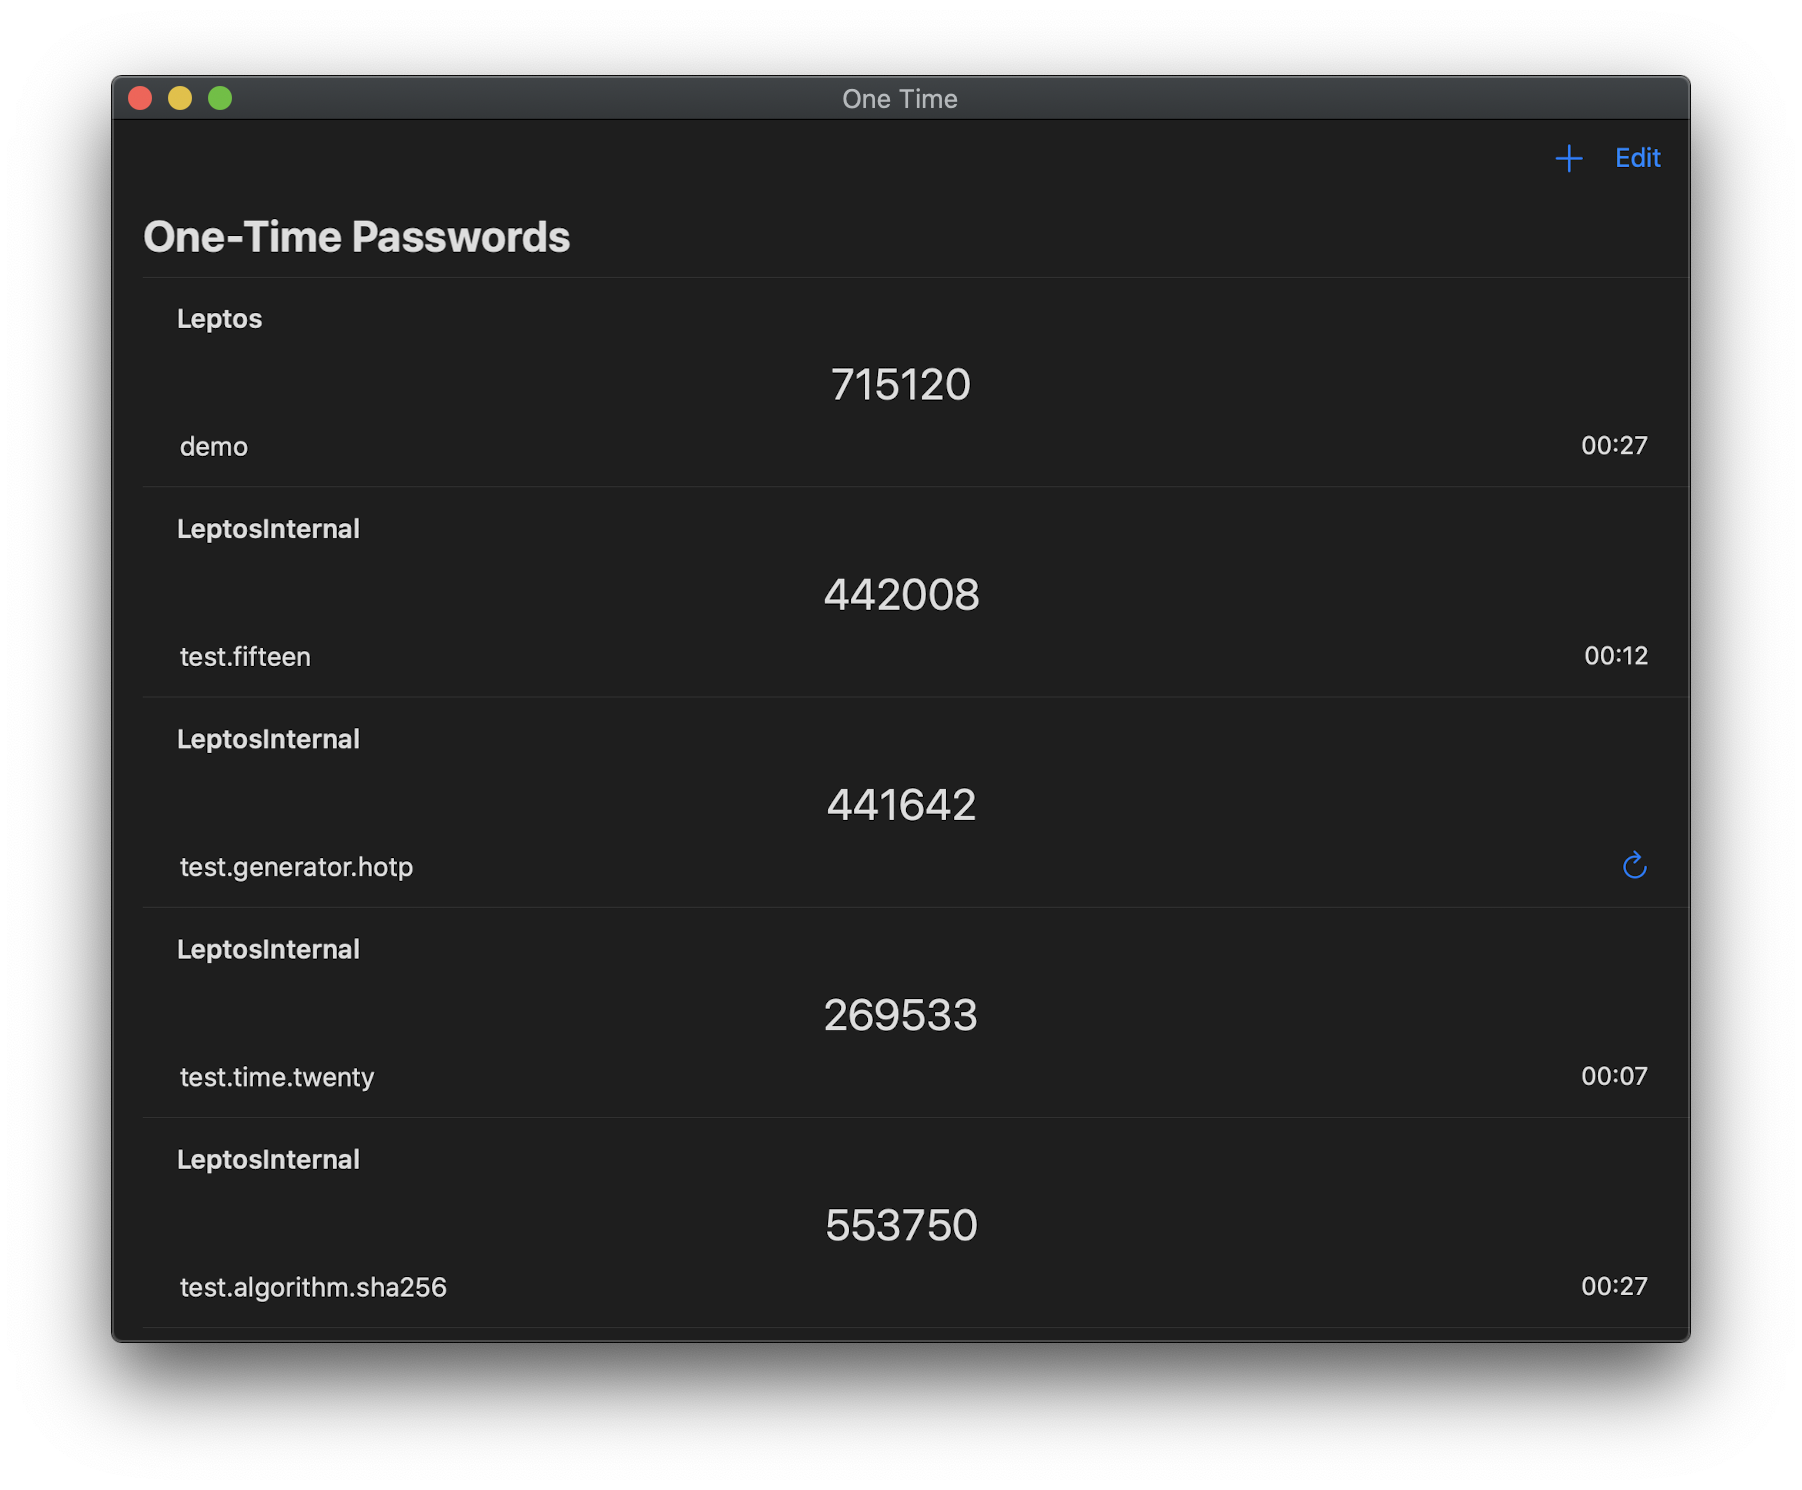 One Time
Edit
One-Time Passwords
Leptos
715120
demo 00:27
LeptosInternal
442008
test.fifteen 00:12
LeptosInternal
441642
test.generator.hotp
LeptosInternal
269533
test.time.twenty 00:07
LeptosInternal
553750
test.algorithm.sha256 00:27